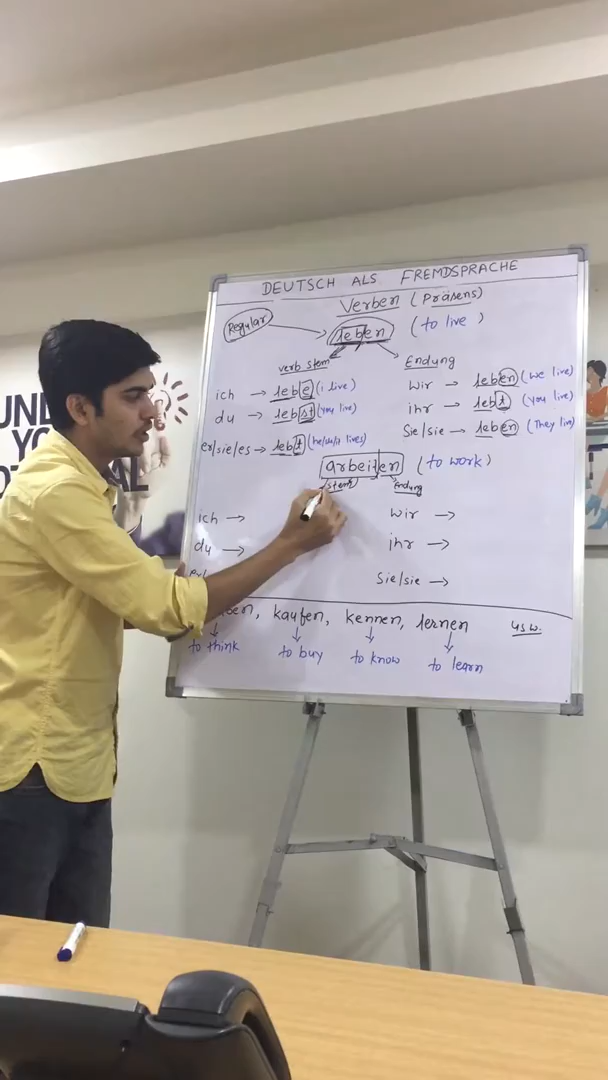 DEUTSCH ALS FREMDSPRACHE
Verben (Präsens)
Regular → leben (to live)
verb stem Endung
ich → lebe (i live) Wir → leben (we live)
du → lebst (you live) ihr → lebt (you live)
er/sie/es → lebt (he/sh/it lives) Sie/sie → leben (They live)
arbeiten (to work)
stem Endung
ich → wir →
du → ihr →
er/ Sie/sie →
kaufen, kennen, lernen usw.
to think to buy to know to learn
YO